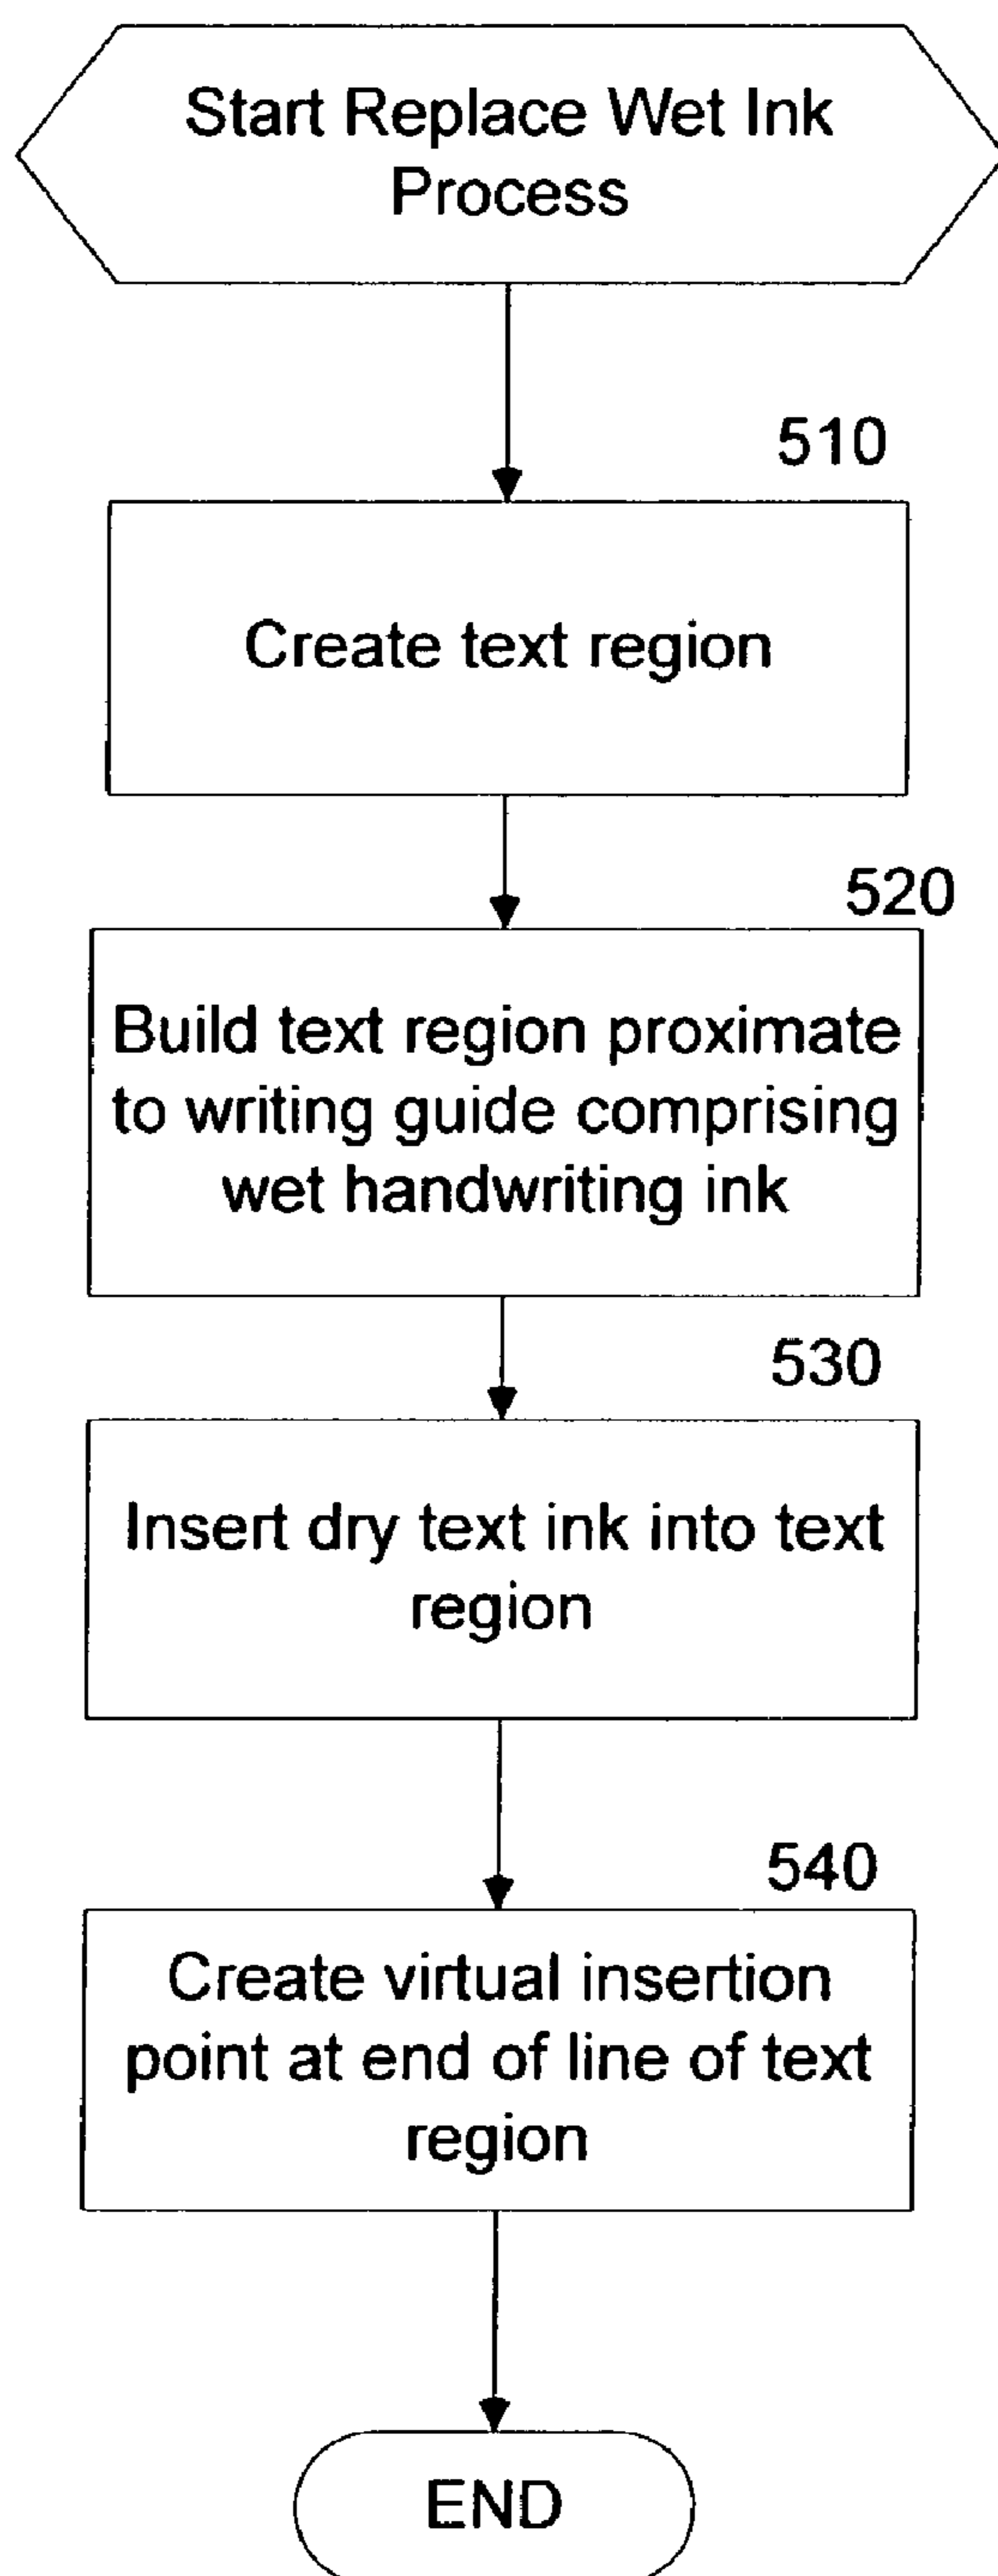 Start Replace Wet Ink
Process
510
Create text region
520
Build text region proximate
to writing guide comprising
wet handwriting ink
530
Insert dry text ink into text
region
540
Create virtual insertion
point at end of line of text
region
END